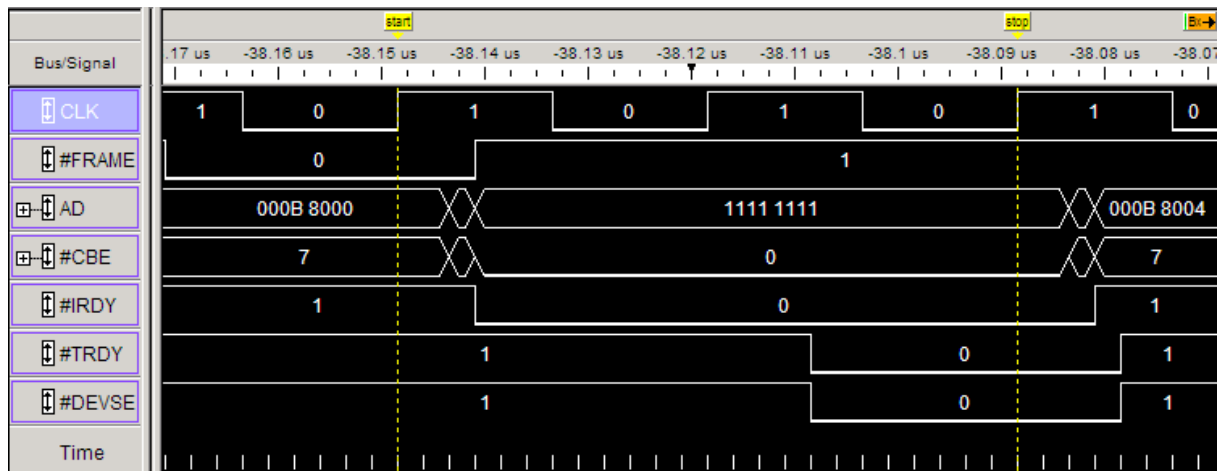 start stop Bx
Bus/Signal .17 us -38.16 us -38.15 us -38.14 us -38.13 us -38.12 us -38.11 us -38.1 us -38.09 us -38.08 us -38.07
CLK 1 0 1 0 1 0 1 0
#FRAME 0 1
AD 000B 8000 1111 1111 000B 8004
#CBE 7 0 7
#IRDY 1 0 1
#TRDY 1 0 1
#DEVSE 1 0 1
Time